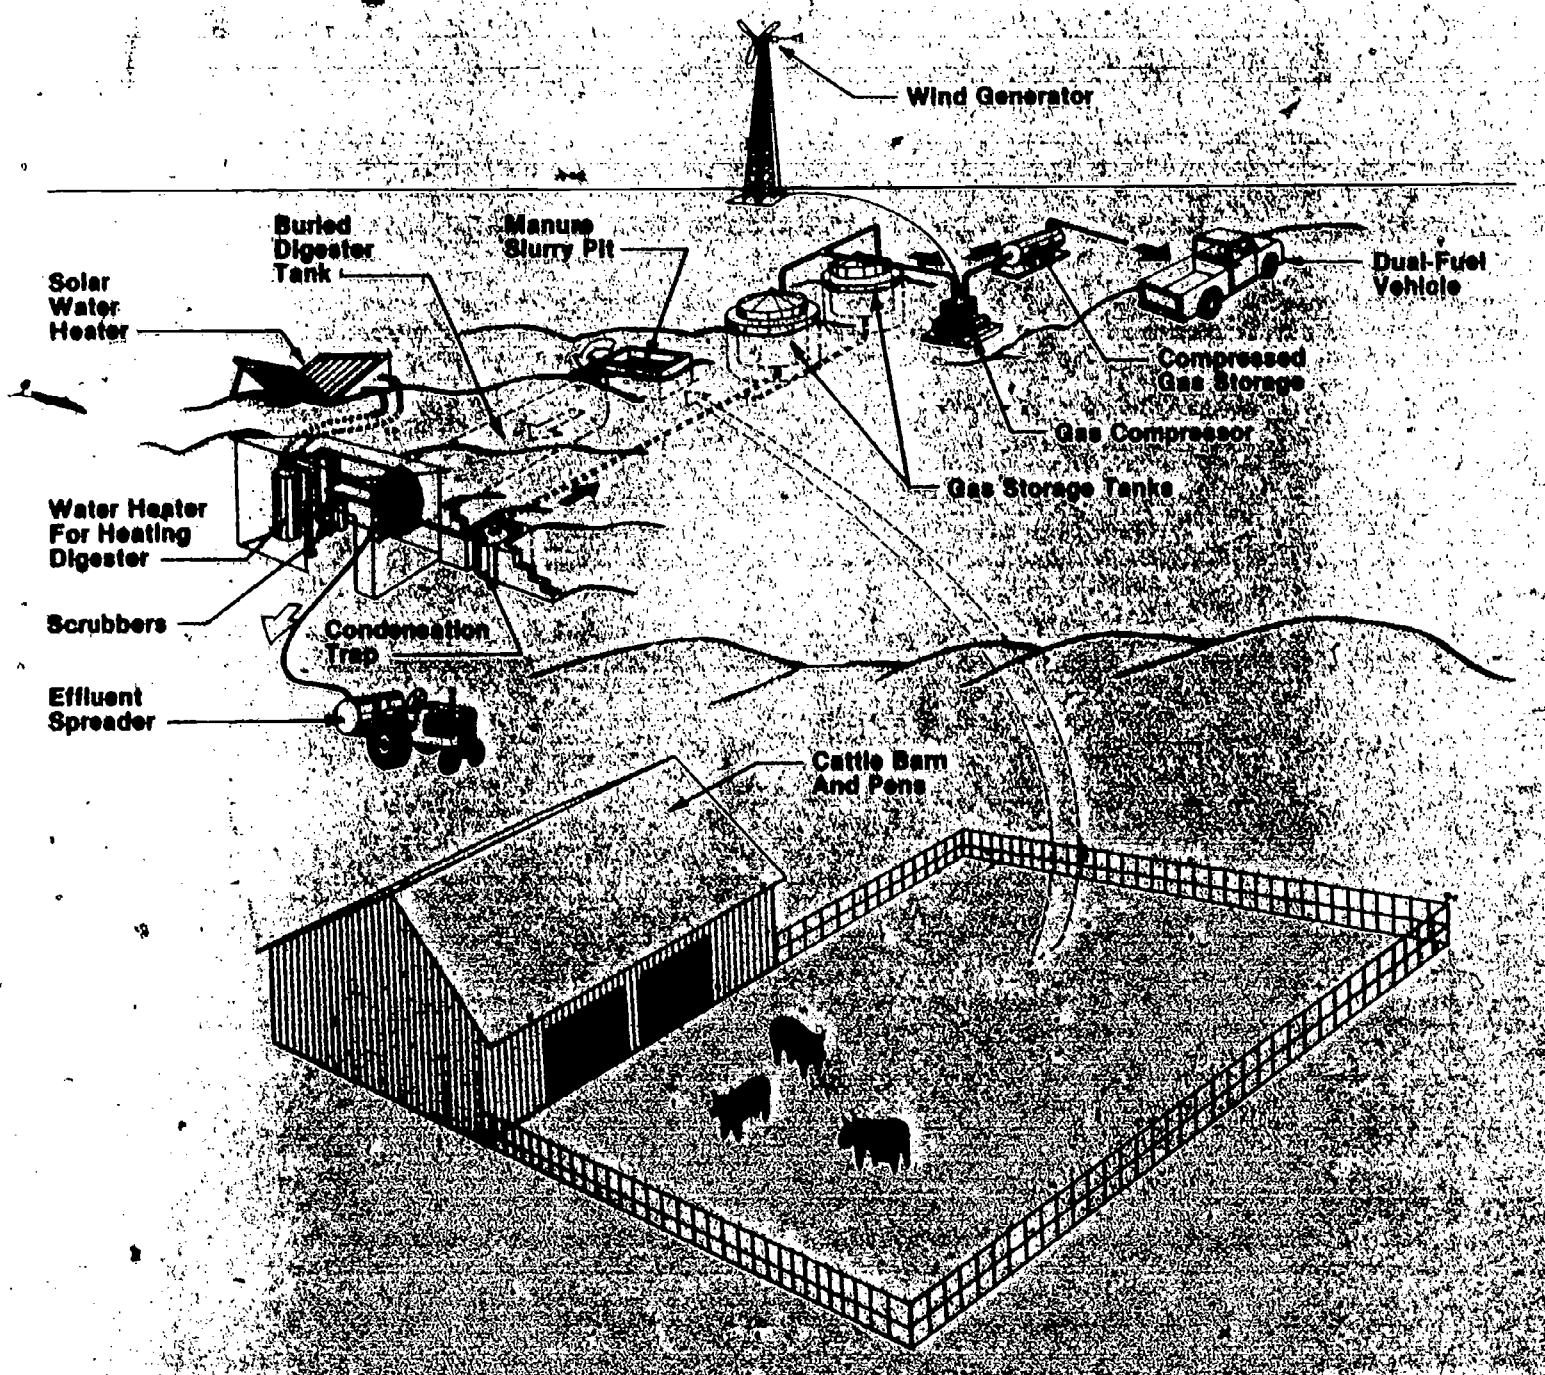 Wind Generator
Buried
Digester
Tank
Manure
Slurry Pit
Solar
Water
Heater
Dual-Fuel
Vehicle
Compressed
Gas Storage
Gas Compressor
Gas Storage Tanks
Water Heater
For Heating
Digester
Scrubbers
Condensation
Trap
Effluent
Spreader
Cattle Barn
And Pens